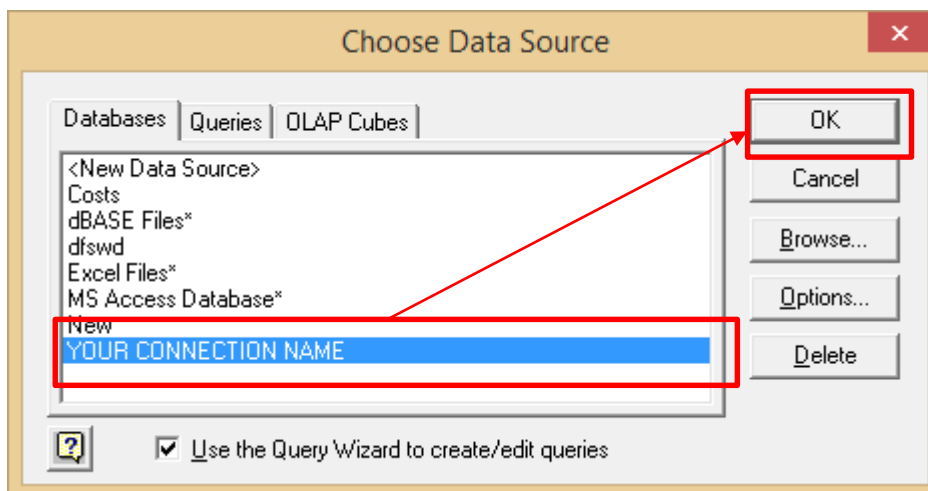 Choose Data Source
Databases
Queries
OLAP Cubes
<New Data Source>
Costs
dBASE Files*
dfswd
Excel Files*
MS Access Database*
New
YOUR CONNECTION NAME
OK
Cancel
Browse...
Options...
Delete
Use the Query Wizard to create/edit queries